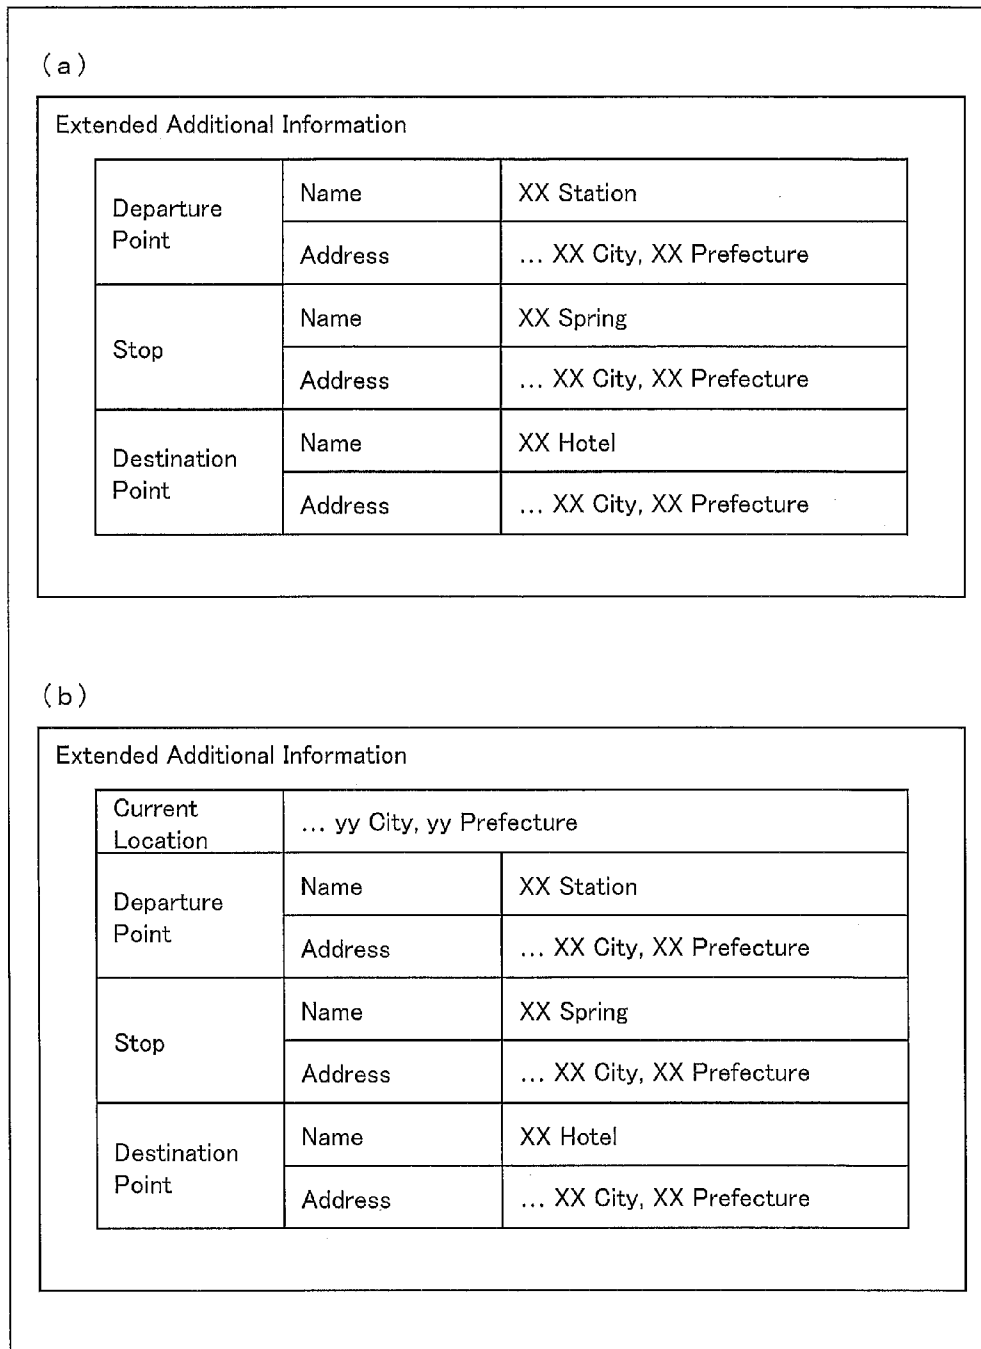 (a)
Extended Additional Information
Departure Point
Name
XX Station
Address
... XX City, XX Prefecture
Stop
Name
XX Spring
Address
... XX City, XX Prefecture
Destination Point
Name
XX Hotel
Address
... XX City, XX Prefecture
(b)
Extended Additional Information
Current Location
... yy City, yy Prefecture
Departure Point
Name
XX Station
Address
... XX City, XX Prefecture
Stop
Name
XX Spring
Address
... XX City, XX Prefecture
Destination Point
Name
XX Hotel
Address
... XX City, XX Prefecture